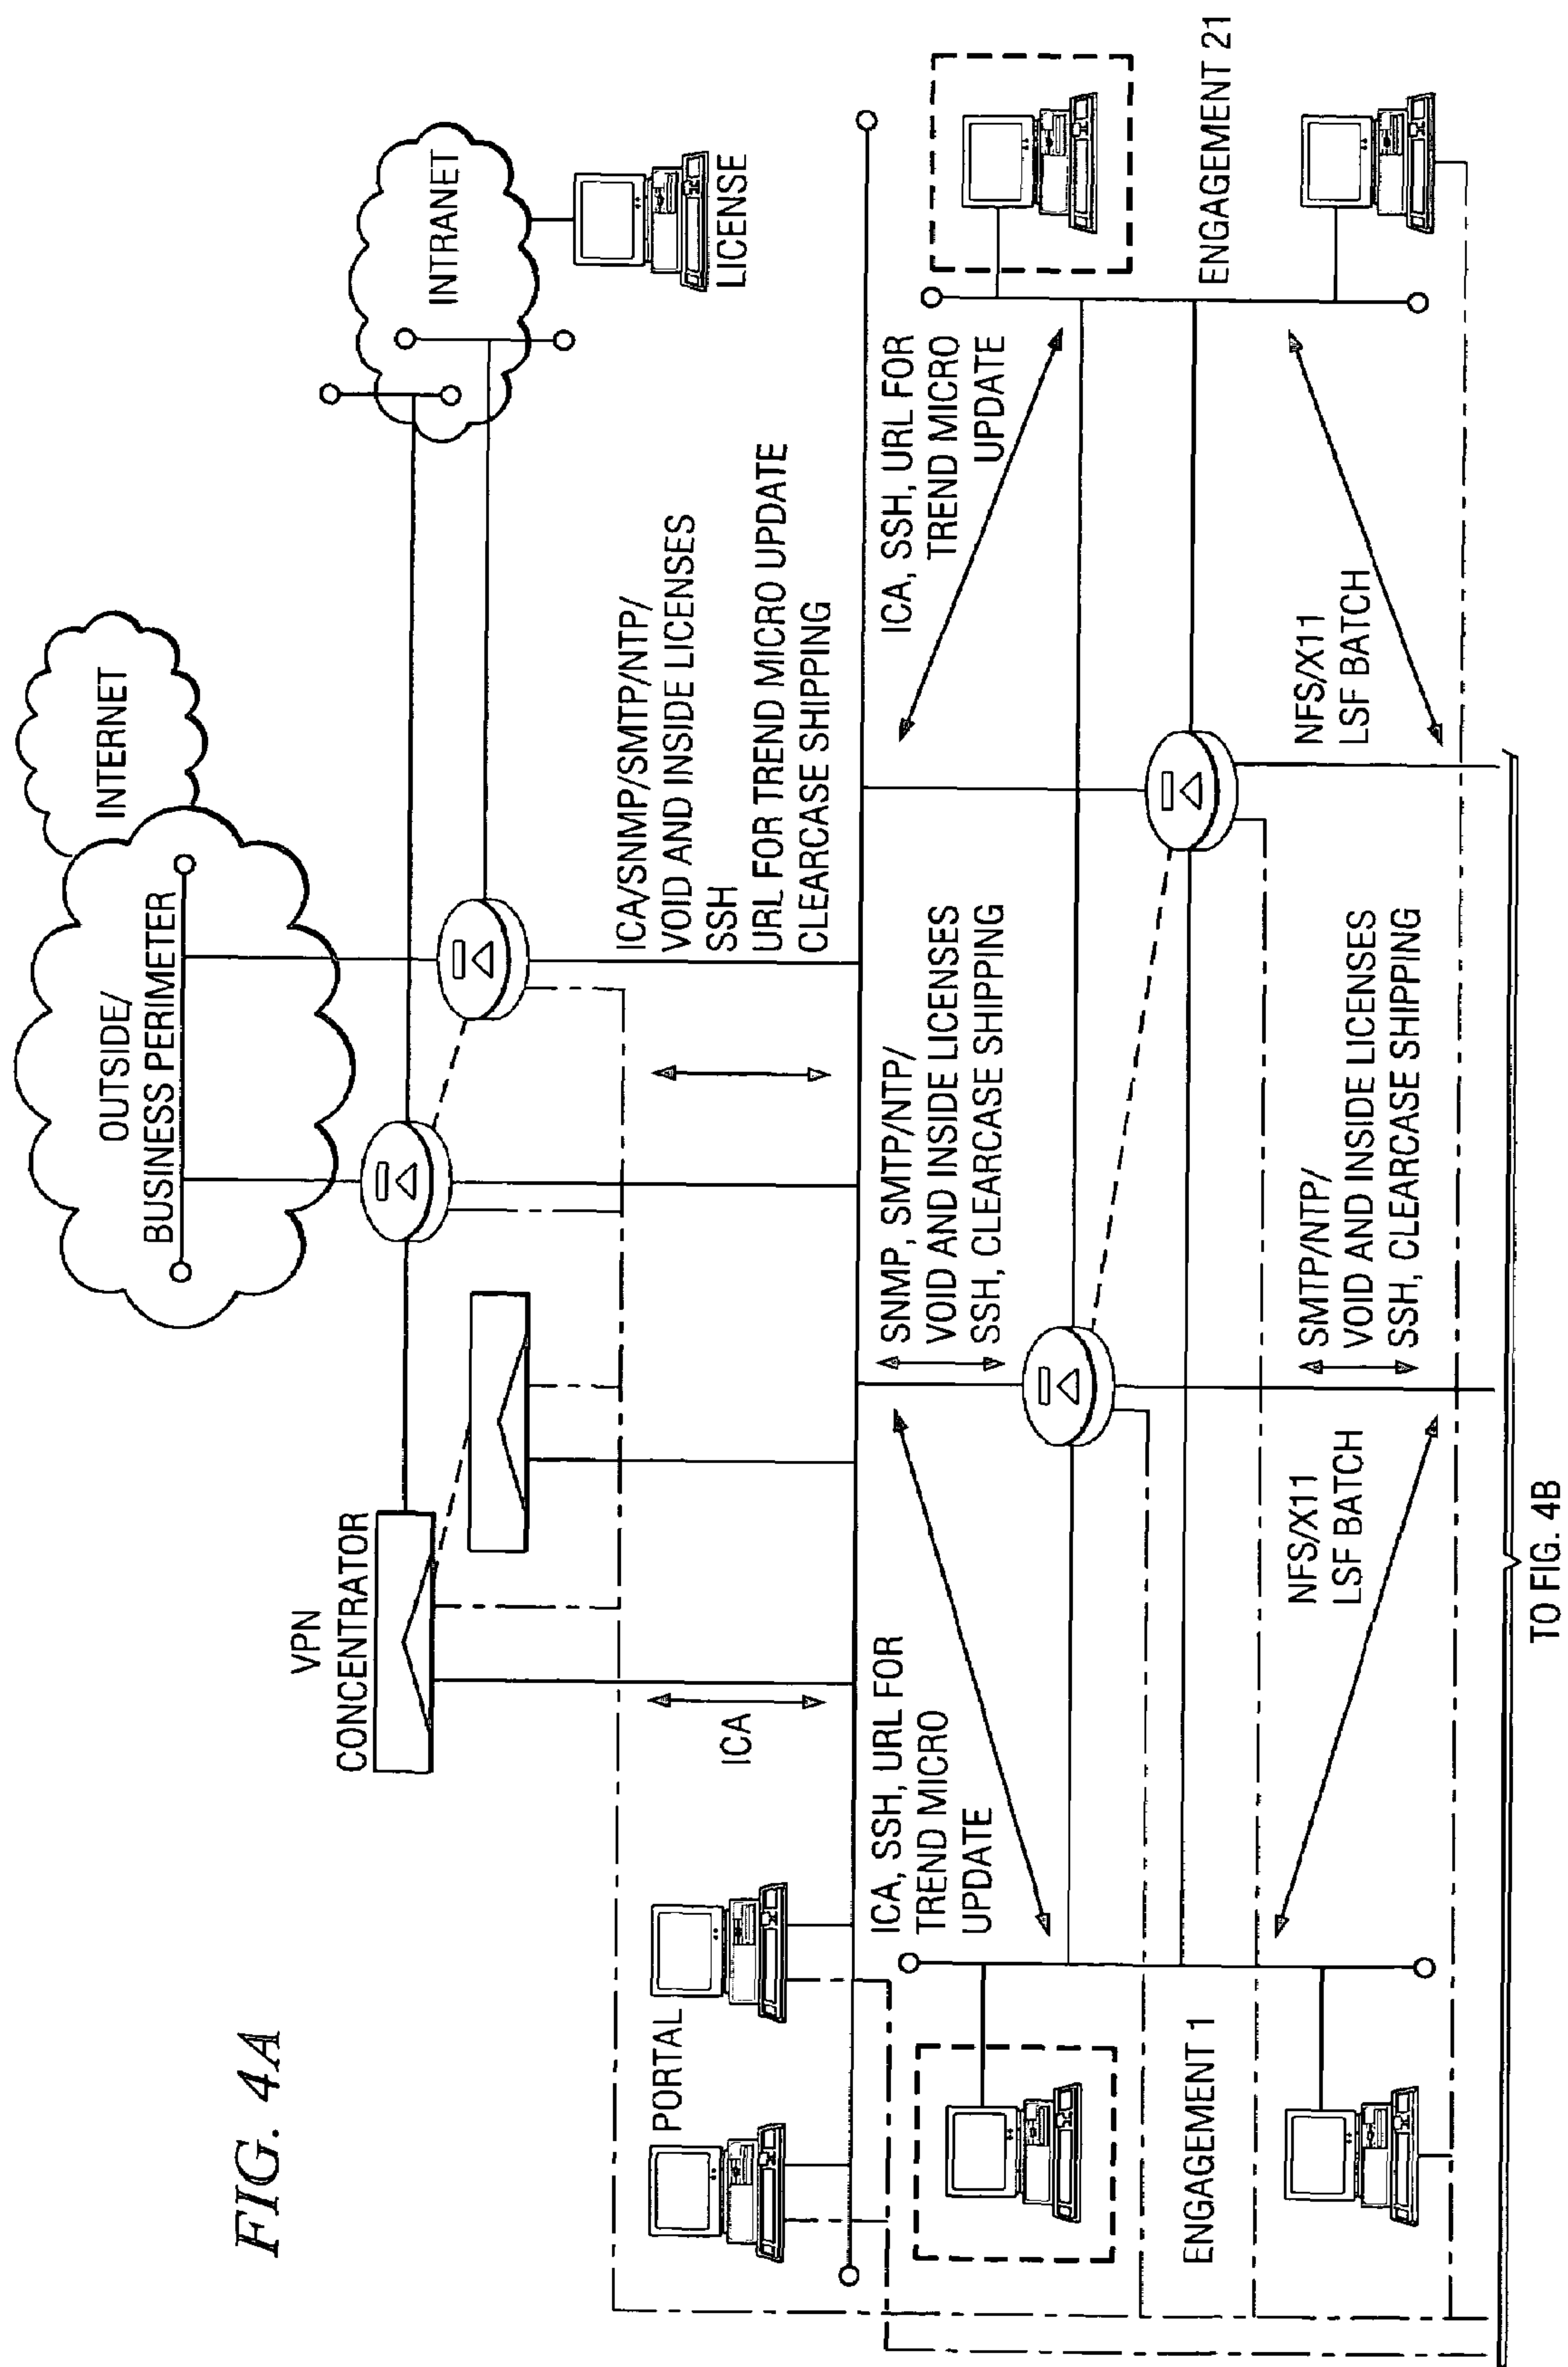 FIG. 4A
OUTSIDE/
BUSINESS PERIMETER
INTERNET
INTRANET
LICENSE
VPN
CONCENTRATOR
PORTAL
ICA
ICA/SNMP/SMTP/NTP/
VOID AND INSIDE LICENSES
SSH
URL FOR TREND MICRO UPDATE
CLEARCASE SHIPPING
ICA, SSH, URL FOR
TREND MICRO
UPDATE
SNMP, SMTP/NTP/
VOID AND INSIDE LICENSES
SSH, CLEARCASE SHIPPING
ICA, SSH, URL FOR
TREND MICRO
UPDATE
ENGAGEMENT 1
ENGAGEMENT 21
NFS/X11
LSF BATCH
SMTP/NTP/
VOID AND INSIDE LICENSES
SSH, CLEARCASE SHIPPING
NFS/X11
LSF BATCH
TO FIG. 4B